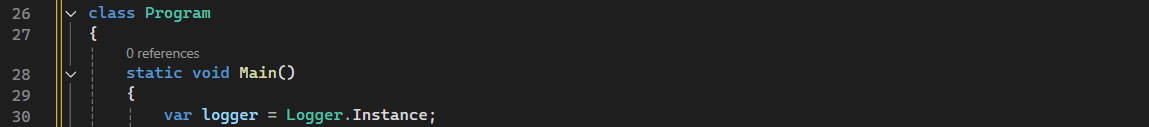 26 class Program
27 {
0 references
28 static void Main()
29 {
30 var logger = Logger.Instance;